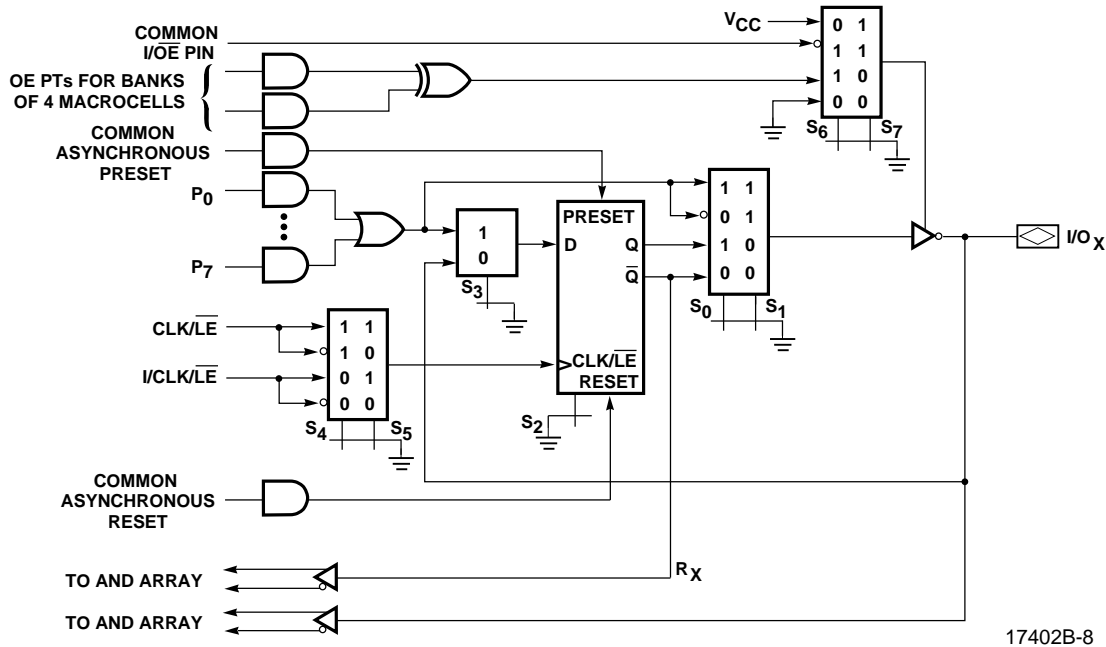 COMMON
I/OE PIN
VCC
0 1
1 1
1 0
0 0
S6 S7
OE PTs FOR BANKS
OF 4 MACROCELLS
COMMON
ASYNCHRONOUS
PRESET
P0
P7
1
0
S3
PRESET
D Q
Q
CLK/LE
RESET
S2
1 1
0 1
1 0
0 0
S0 S1
I/OX
CLK/LE
I/CLK/LE
1 1
1 0
0 1
0 0
S4 S5
COMMON
ASYNCHRONOUS
RESET
RX
TO AND ARRAY
TO AND ARRAY
17402B-8